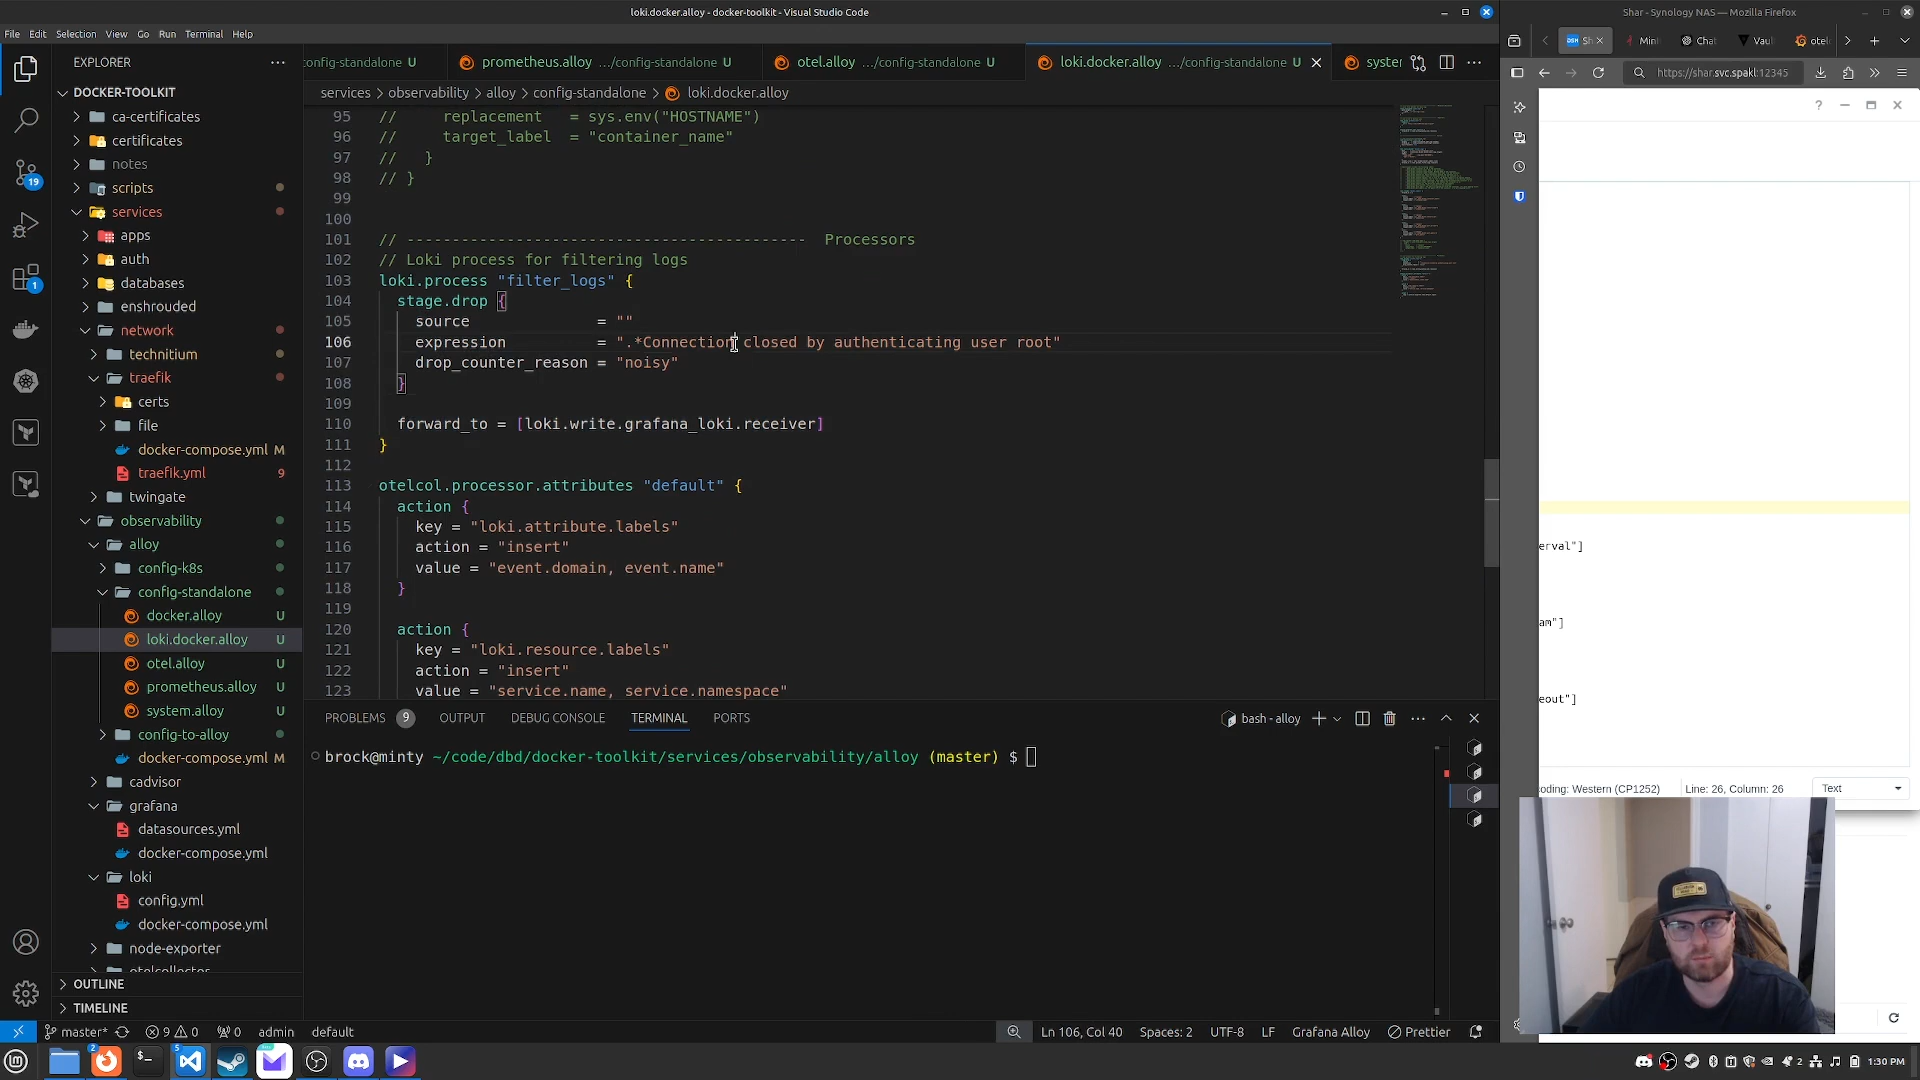 loki.docker.alloy - docker-toolkit - Visual Studio Code
File Edit Selection View Go Run Terminal Help
EXPLORER
DOCKER-TOOLKIT
ca-certificates
certificates
notes
scripts
services
apps
auth
databases
enshrouded
network
technitium
traefik
certs
file
docker-compose.yml M
traefik.yml 9
twingate
observability
alloy
config-k8s
config-standalone
docker.alloy U
loki.docker.alloy U
otel.alloy U
prometheus.alloy U
system.alloy U
config-to-alloy
docker-compose.yml M
cadvisor
grafana
datasources.yml
docker-compose.yml
loki
config.yml
docker-compose.yml
node-exporter
otelcollector
OUTLINE
TIMELINE
19
1
config-standalone U
prometheus.alloy .../config-standalone U
otel.alloy .../config-standalone U
loki.docker.alloy .../config-standalone U
syster
services > observability > alloy > config-standalone > loki.docker.alloy
95 //     replacement   = sys.env("HOSTNAME")
96 //     target_label  = "container_name"
97 //   }
98 // }
99
100
101 // --------------------------------------------  Processors
102 // Loki process for filtering logs
103 loki.process "filter_logs" {
104   stage.drop {
105     source              = ""
106     expression          = ".*Connection closed by authenticating user root"
107     drop_counter_reason = "noisy"
108   }
109
110   forward_to = [loki.write.grafana_loki.receiver]
111 }
112
113 otelcol.processor.attributes "default" {
114   action {
115     key = "loki.attribute.labels"
116     action = "insert"
117     value = "event.domain, event.name"
118   }
119
120   action {
121     key = "loki.resource.labels"
122     action = "insert"
123     value = "service.name, service.namespace"
PROBLEMS 9 OUTPUT DEBUG CONSOLE TERMINAL PORTS
bash - alloy
brock@minty ~/code/dbd/docker-toolkit/services/observability/alloy (master) $
master* 9 0 0 admin default
Ln 106, Col 40 Spaces: 2 UTF-8 LF Grafana Alloy Prettier
Shar - Synology NAS — Mozilla Firefox
Sh
Mini
Chat
Vaul
otel
https://shar.svc.spakl:12345
erval"]
am"]
eout"]
oding: Western (CP1252) Line: 26, Column: 26 Text
2
5
2
1:30 PM